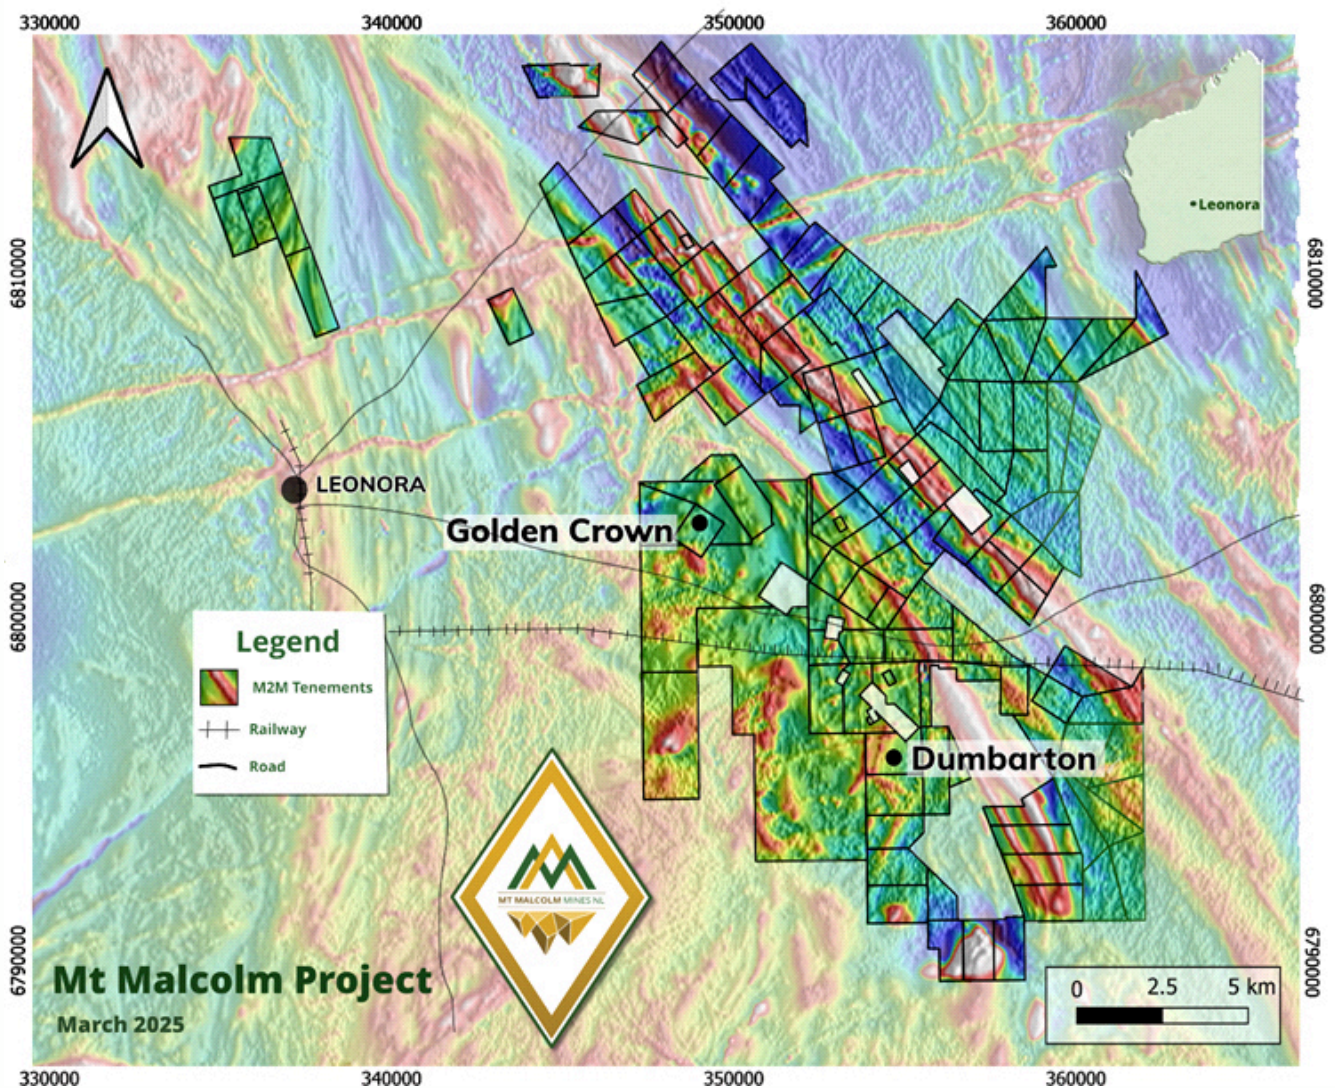 330000 340000 350000 360000
Leonora
6810000
6810000
LEONORA
Golden Crown
6800000
6800000
Legend
M2M Tenements
Railway
Road
Dumbarton
MT MALCOLM MINES NL
6790000
6790000
Mt Malcolm Project
March 2025
0 2.5 5 km
330000 340000 350000 360000